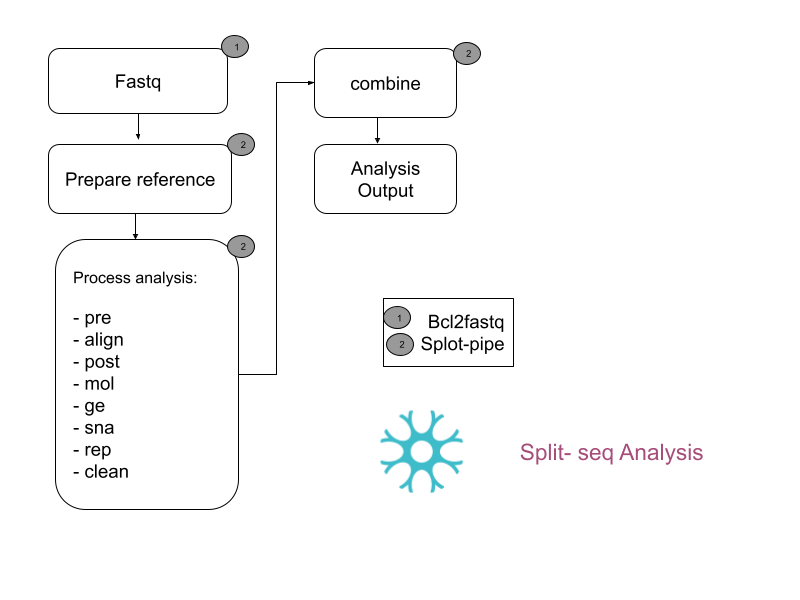 1
Fastq
2
Prepare reference
2
Process analysis:
- pre
- align
- post
- mol
- ge
- sna
- rep
- clean
2
combine
Analysis
Output
1 Bcl2fastq
2 Splot-pipe
Split- seq Analysis